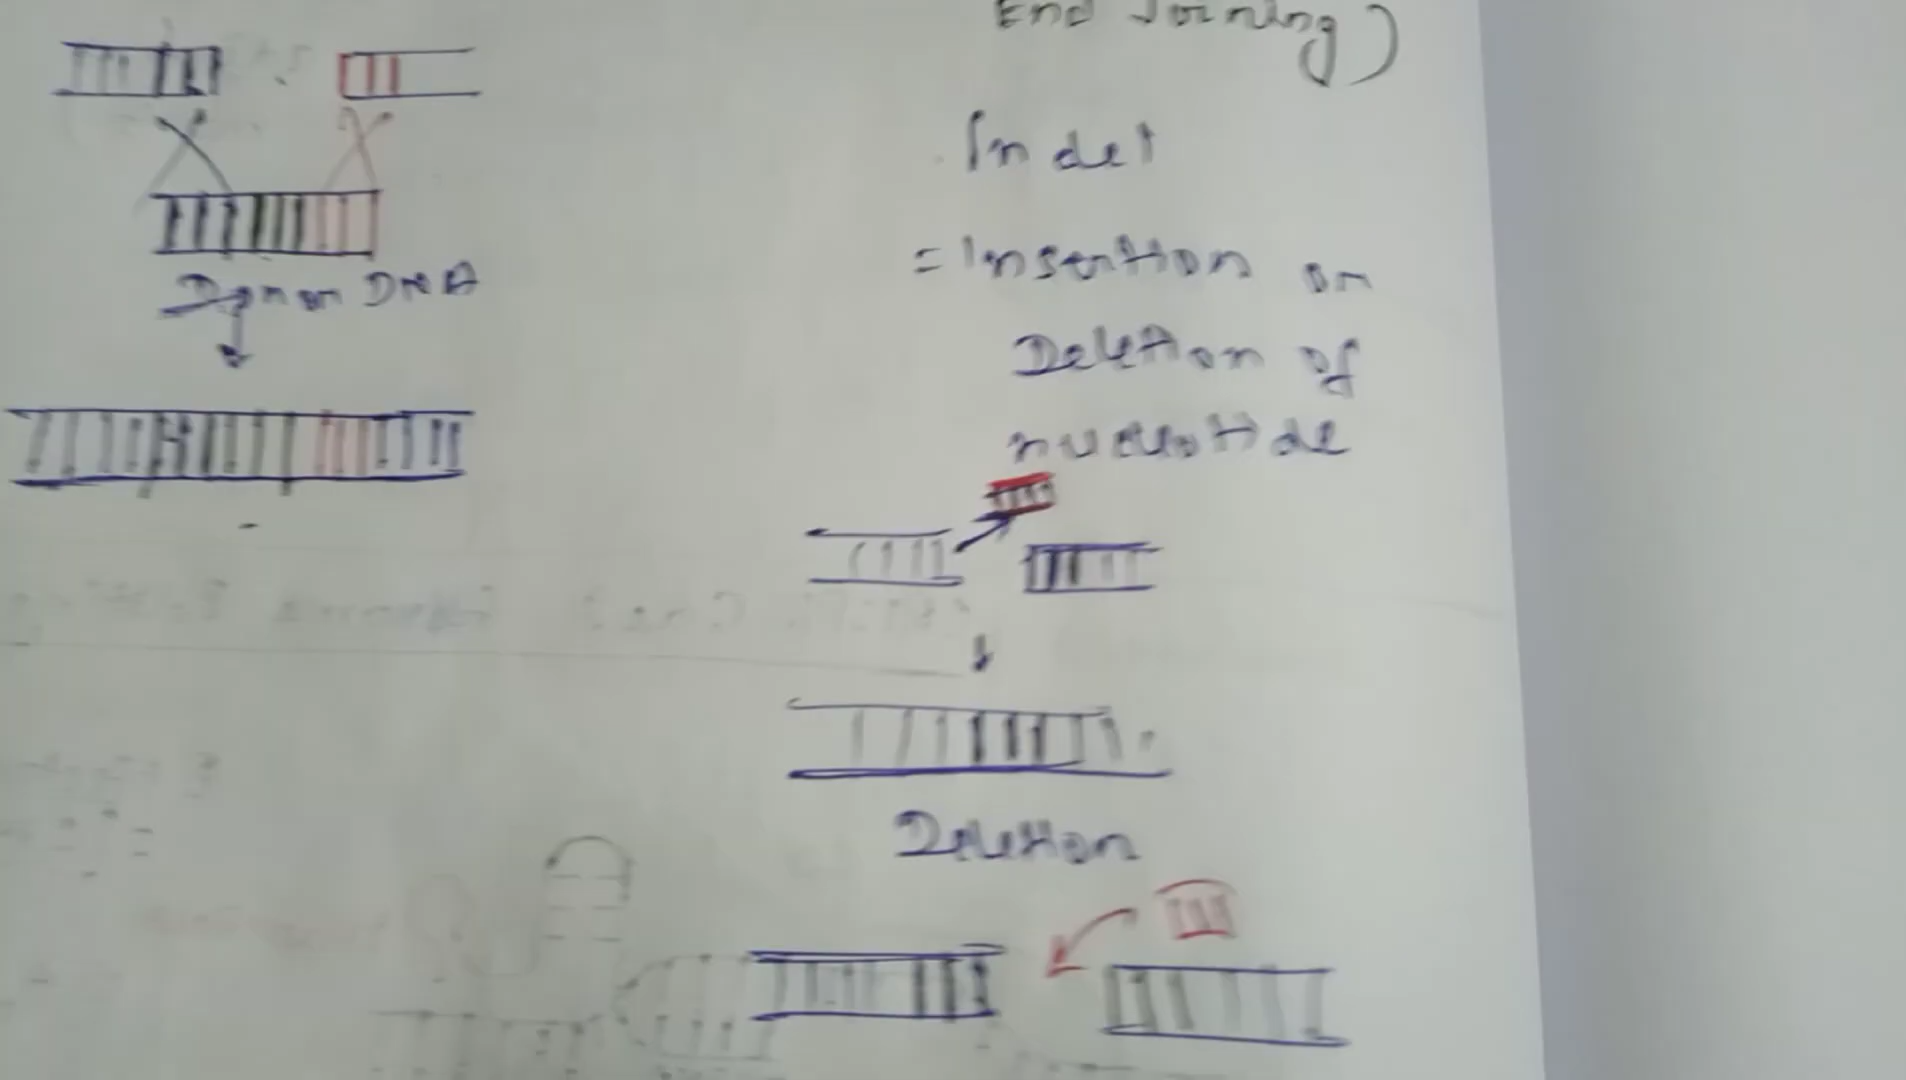 End Joining)
Indel
= Insertion or
Deletion of
nucleotide
Donor DNA
Deletion